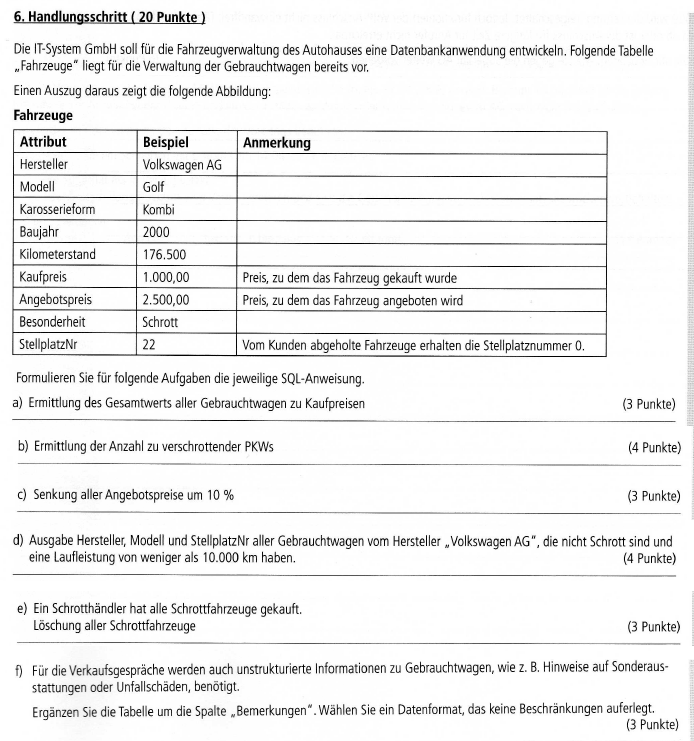 6. Handlungsschritt ( 20 Punkte )
Die IT-System GmbH soll für die Fahrzeugverwaltung des Autohauses eine Datenbankanwendung entwickeln. Folgende Tabelle
„Fahrzeuge" liegt für die Verwaltung der Gebrauchtwagen bereits vor.
Einen Auszug daraus zeigt die folgende Abbildung:
Fahrzeuge
Attribut Beispiel Anmerkung
Hersteller Volkswagen AG
Modell Golf
Karosserieform Kombi
Baujahr 2000
Kilometerstand 176.500
Kaufpreis 1.000,00 Preis, zu dem das Fahrzeug gekauft wurde
Angebotspreis 2.500,00 Preis, zu dem das Fahrzeug angeboten wird
Besonderheit Schrott
StellplatzNr 22 Vom Kunden abgeholte Fahrzeuge erhalten die Stellplatznummer 0.
Formulieren Sie für folgende Aufgaben die jeweilige SQL-Anweisung.
a) Ermittlung des Gesamtwerts aller Gebrauchtwagen zu Kaufpreisen (3 Punkte)
b) Ermittlung der Anzahl zu verschrottender PKWs (4 Punkte)
c) Senkung aller Angebotspreise um 10 % (3 Punkte)
d) Ausgabe Hersteller, Modell und StellplatzNr aller Gebrauchtwagen vom Hersteller „Volkswagen AG", die nicht Schrott sind und
eine Laufleistung von weniger als 10.000 km haben. (4 Punkte)
e) Ein Schrotthändler hat alle Schrottfahrzeuge gekauft.
Löschung aller Schrottfahrzeuge (3 Punkte)
f) Für die Verkaufsgespräche werden auch unstrukturierte Informationen zu Gebrauchtwagen, wie z. B. Hinweise auf Sonderaus-
stattungen oder Unfallschäden, benötigt.
Ergänzen Sie die Tabelle um die Spalte „Bemerkungen". Wählen Sie ein Datenformat, das keine Beschränkungen auferlegt.
(3 Punkte)